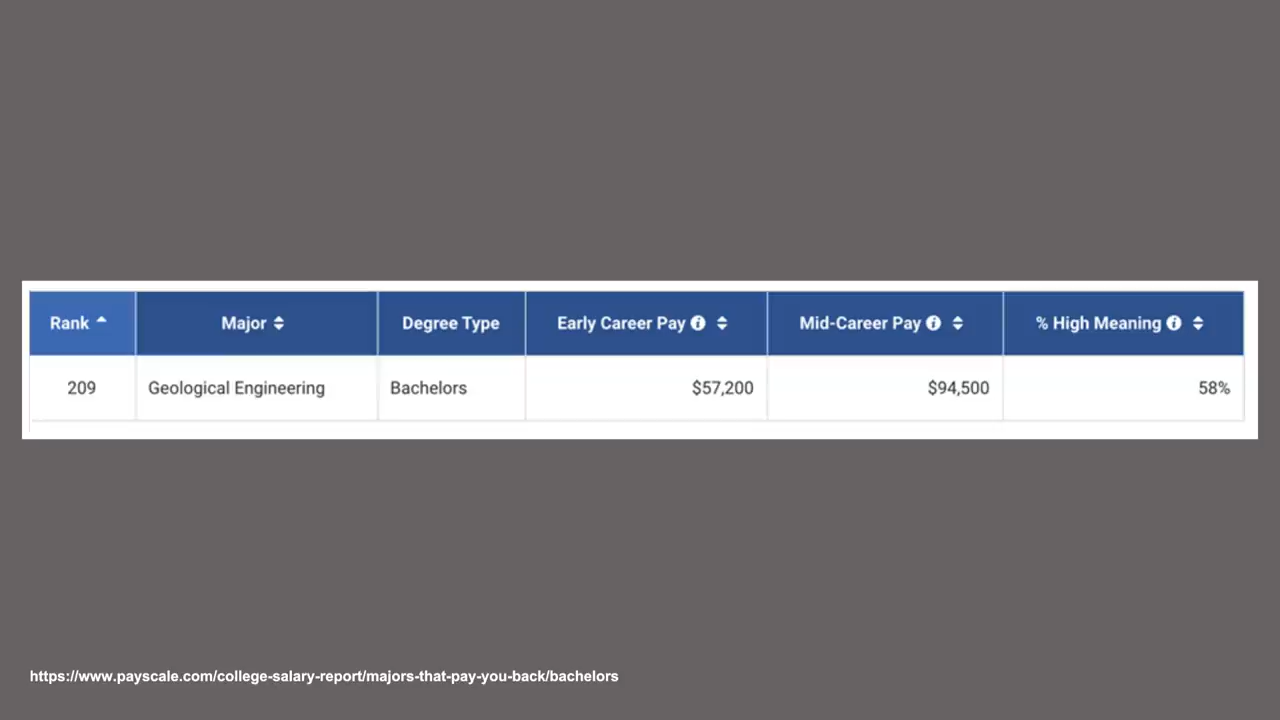 Rank Major Degree Type Early Career Pay Mid-Career Pay % High Meaning
209 Geological Engineering Bachelors $57,200 $94,500 58%
https://www.payscale.com/college-salary-report/majors-that-pay-you-back/bachelors